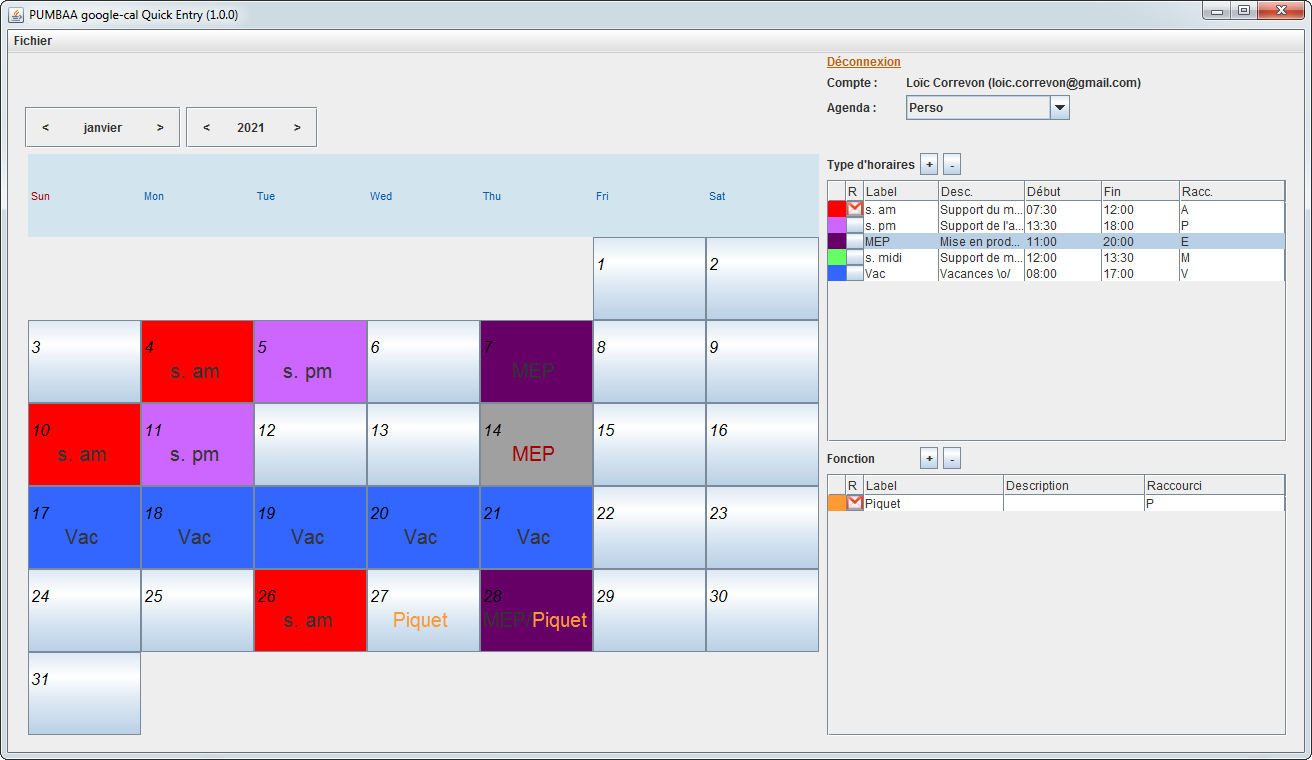 PUMBAA google-cal Quick Entry (1.0.0)
Fichier
Déconnexion
Compte : Loïc Correvon (loic.correvon@gmail.com)
Agenda : Perso
< janvier > < 2021 >
Sun Mon Tue Wed Thu Fri Sat
1 2
3 4 5 6 7 8 9
s. am s. pm MEP
10 11 12 13 14 15 16
s. am s. pm MEP
17 18 19 20 21 22 23
Vac Vac Vac Vac Vac
24 25 26 27 28 29 30
s. am Piquet MEP/Piquet
31
Type d'horaires + -
R Label Desc. Début Fin Racc.
s. am Support du m... 07:30 12:00 A
s. pm Support de l'a... 13:30 18:00 P
MEP Mise en prod... 11:00 20:00 E
s. midi Support de m... 12:00 13:30 M
Vac Vacances \o/ 08:00 17:00 V
Fonction + -
R Label Description Raccourci
Piquet P